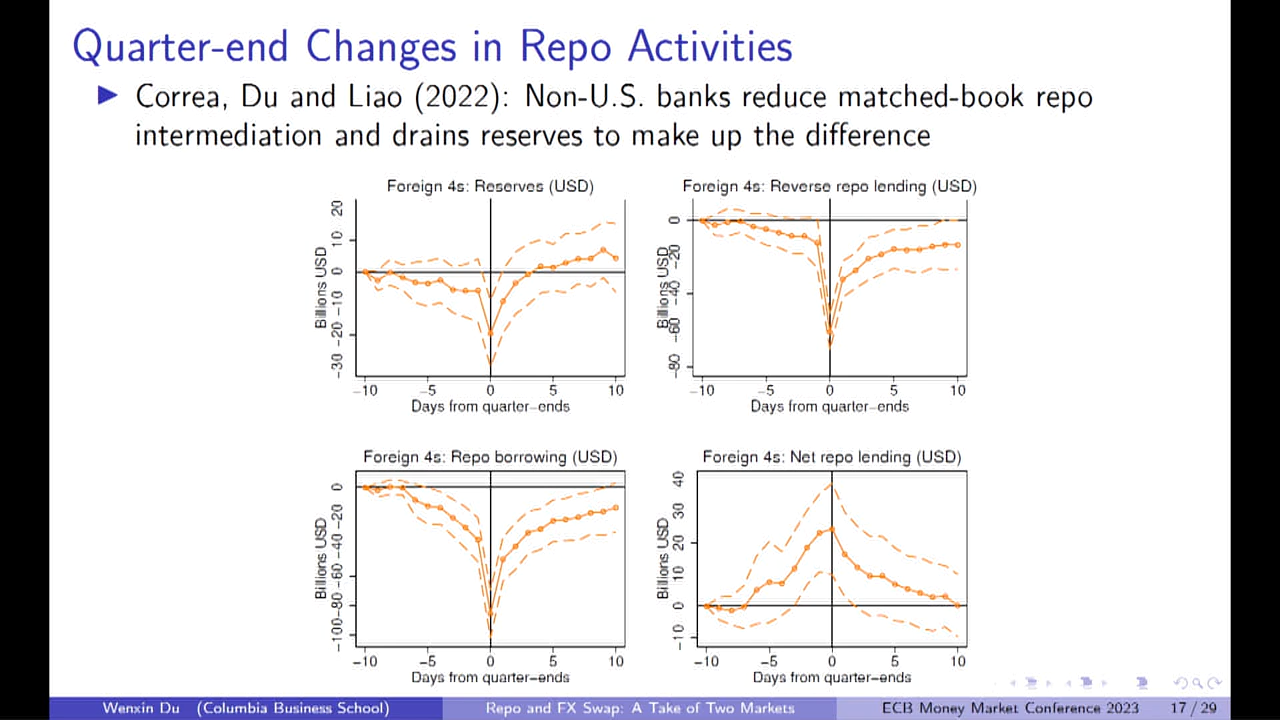 Quarter-end Changes in Repo Activities
Correa, Du and Liao (2022): Non-U.S. banks reduce matched-book repo
intermediation and drains reserves to make up the difference
Foreign 4s: Reserves (USD)
Billions USD
20
10
0
-10
-20
-30
-10 -5 0 5 10
Days from quarter-ends
Foreign 4s: Reverse repo lending (USD)
Billions USD
0
-20
-40
-60
-80
-10 -5 0 5 10
Days from quarter-ends
Foreign 4s: Repo borrowing (USD)
Billions USD
0
-20
-40
-60
-80
-100
-10 -5 0 5 10
Days from quarter-ends
Foreign 4s: Net repo lending (USD)
Billions USD
40
30
20
10
0
-10
-10 -5 0 5 10
Days from quarter-ends
Wenxin Du (Columbia Business School)
Repo and FX Swap: A Take of Two Markets
ECB Money Market Conference 2023
17 / 29